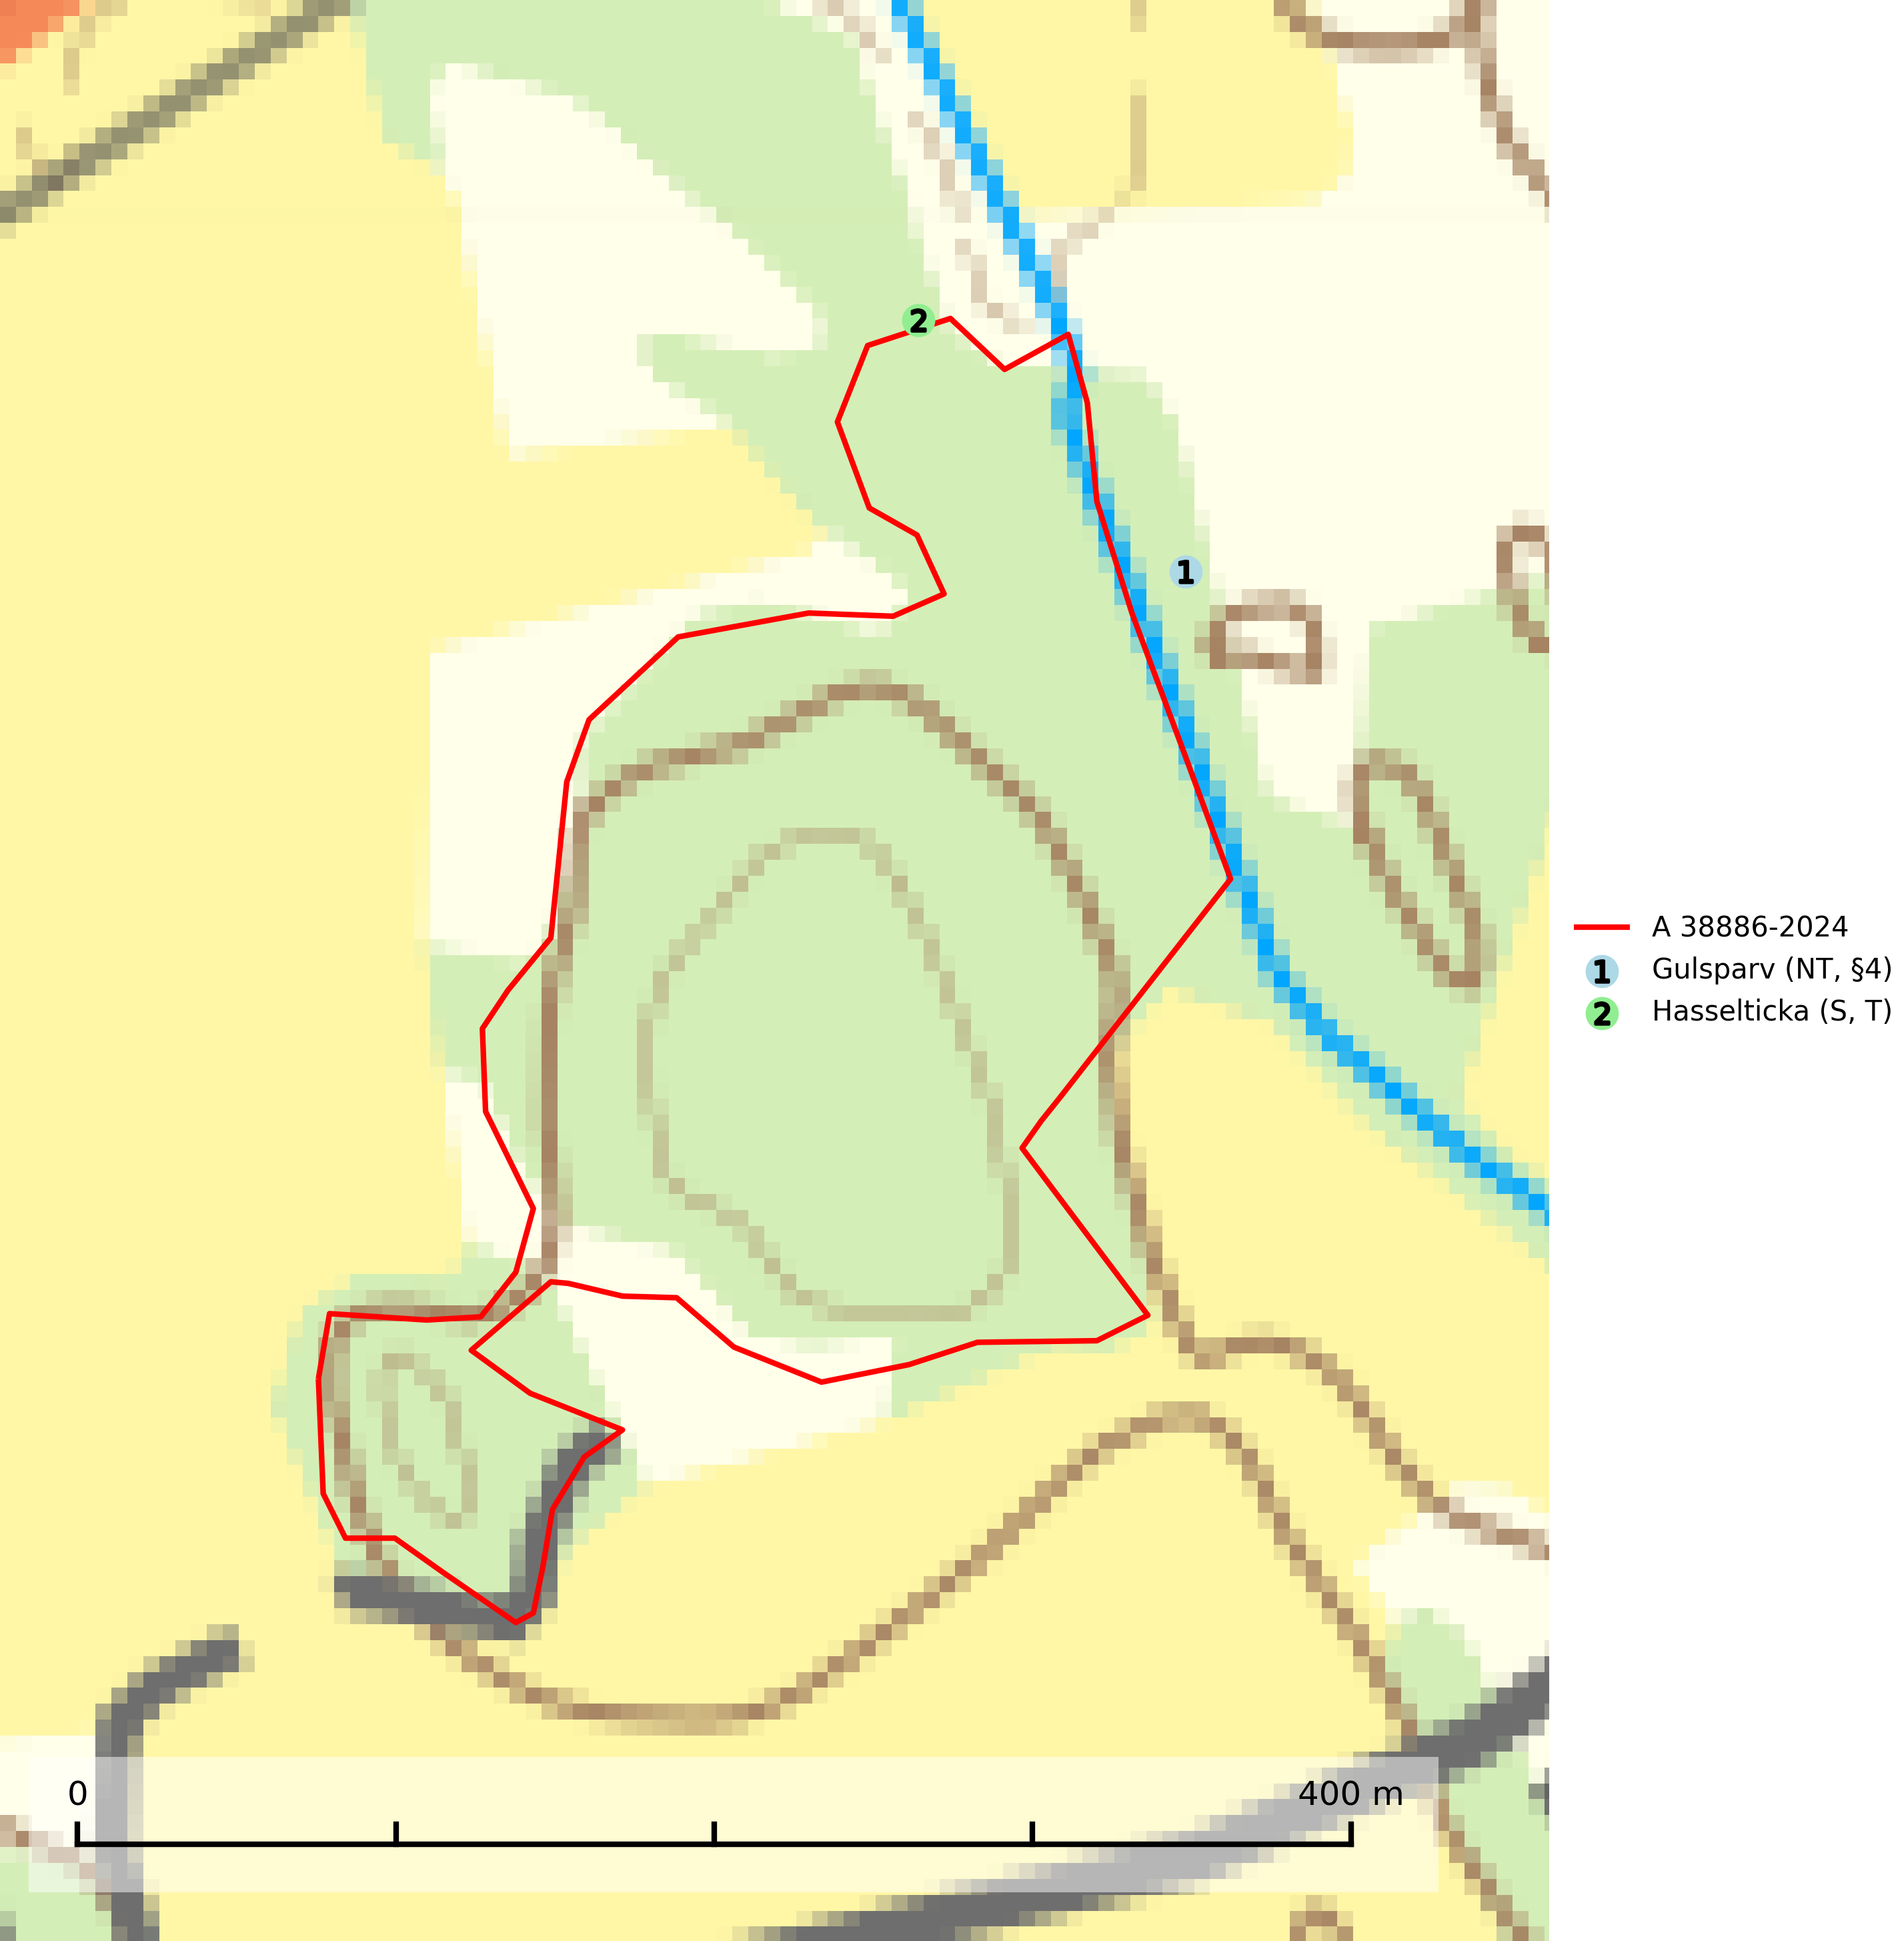 2
1
A 38886-2024
1 Gulsparv (NT, §4)
2 Hasselticka (S, T)
0 400 m